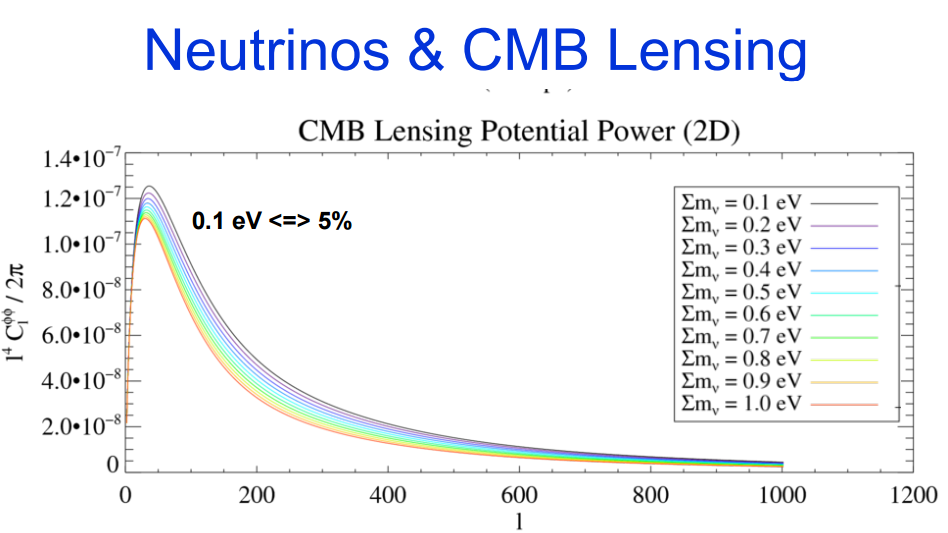 Neutrinos & CMB Lensing
CMB Lensing Potential Power (2D)
1.4•10⁻⁷
1.2•10⁻⁷
1.0•10⁻⁷
8.0•10⁻⁸
6.0•10⁻⁸
4.0•10⁻⁸
2.0•10⁻⁸
0
l⁴ C_l^ϕϕ / 2π
0.1 eV <=> 5%
Σm_ν = 0.1 eV
Σm_ν = 0.2 eV
Σm_ν = 0.3 eV
Σm_ν = 0.4 eV
Σm_ν = 0.5 eV
Σm_ν = 0.6 eV
Σm_ν = 0.7 eV
Σm_ν = 0.8 eV
Σm_ν = 0.9 eV
Σm_ν = 1.0 eV
0 200 400 600 800 1000 1200
l